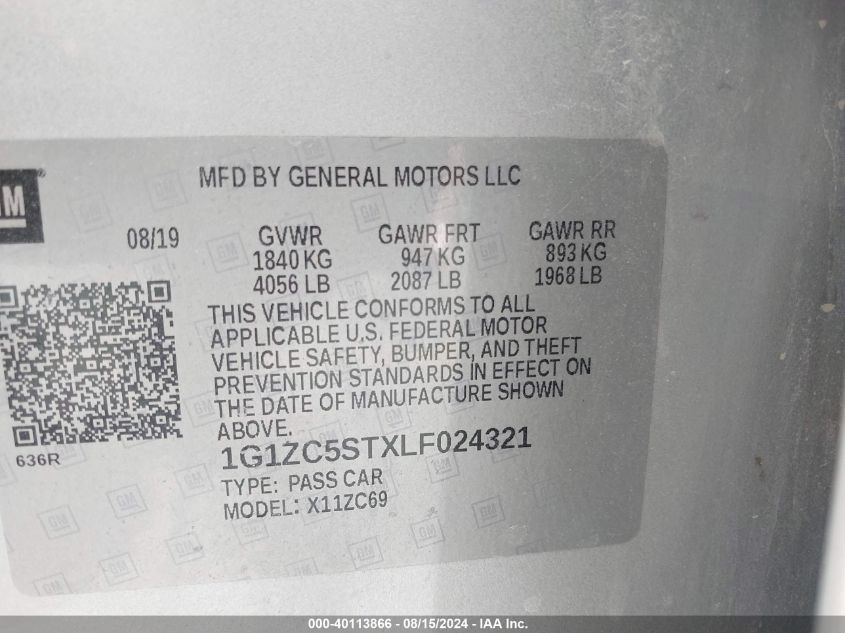 MFD BY GENERAL MOTORS LLC
08/19 GVWR GAWR FRT GAWR RR
1840 KG 947 KG 893 KG
4056 LB 2087 LB 1968 LB
THIS VEHICLE CONFORMS TO ALL
APPLICABLE U.S. FEDERAL MOTOR
VEHICLE SAFETY, BUMPER, AND THEFT
PREVENTION STANDARDS IN EFFECT ON
THE DATE OF MANUFACTURE SHOWN
ABOVE.
636R
1G1ZC5STXLF024321
TYPE: PASS CAR
MODEL: X11ZC69
000-40113866 - 08/15/2024 - IAA Inc.